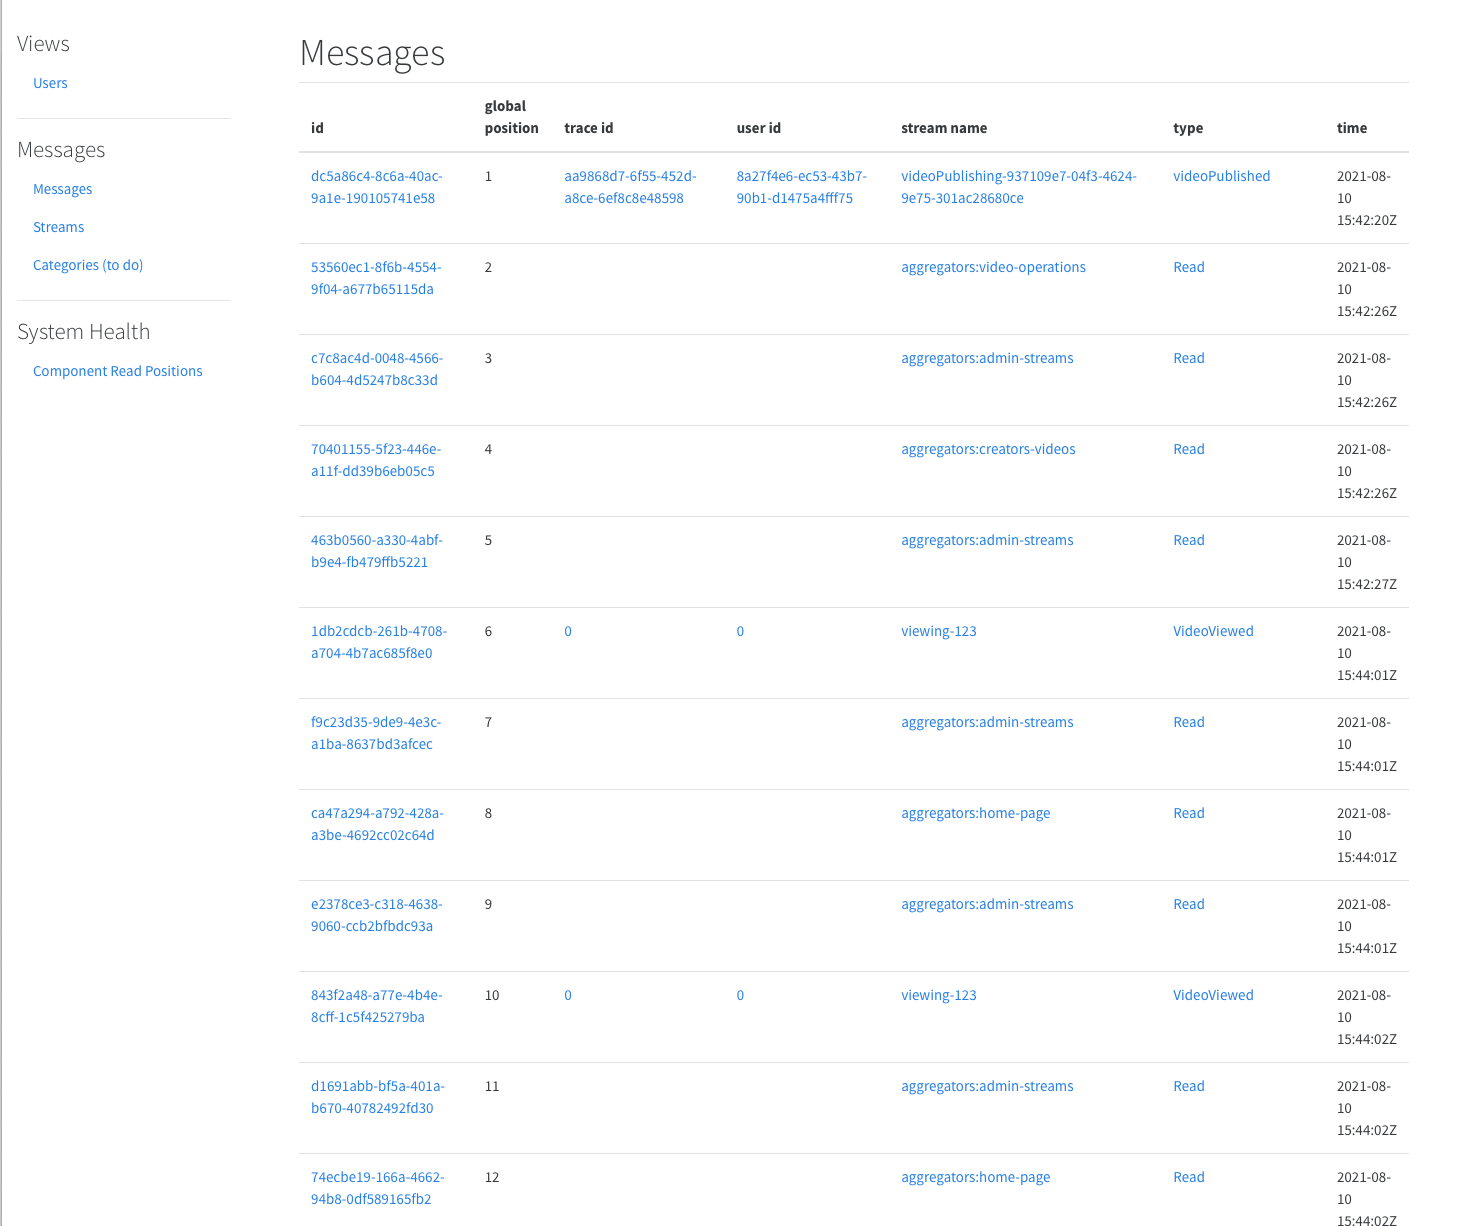 Views
Users
Messages
Messages
Streams
Categories (to do)
System Health
Component Read Positions
Messages
id global position trace id user id stream name type time
dc5a86c4-8c6a-40ac- 1 aa9868d7-6f55-452d- 8a27f4e6-ec53-43b7- videoPublishing-937109e7-04f3-4624- videoPublished 2021-08-
9a1e-190105741e58 a8ce-6ef8c8e48598 90b1-d1475a4fff75 9e75-301ac28680ce 10
15:42:20Z
53560ec1-8f6b-4554- 2 aggregators:video-operations Read 2021-08-
9f04-a677b65115da 10
15:42:26Z
c7c8ac4d-0048-4566- 3 aggregators:admin-streams Read 2021-08-
b604-4d5247b8c33d 10
15:42:26Z
70401155-5f23-446e- 4 aggregators:creators-videos Read 2021-08-
a11f-dd39b6eb05c5 10
15:42:26Z
463b0560-a330-4abf- 5 aggregators:admin-streams Read 2021-08-
b9e4-fb479ffb5221 10
15:42:27Z
1db2cdcb-261b-4708- 6 0 0 viewing-123 VideoViewed 2021-08-
a704-4b7ac685f8e0 10
15:44:01Z
f9c23d35-9de9-4e3c- 7 aggregators:admin-streams Read 2021-08-
a1ba-8637bd3afcec 10
15:44:01Z
ca47a294-a792-428a- 8 aggregators:home-page Read 2021-08-
a3be-4692cc02c64d 10
15:44:01Z
e2378ce3-c318-4638- 9 aggregators:admin-streams Read 2021-08-
9060-ccb2bfbdc93a 10
15:44:01Z
843f2a48-a77e-4b4e- 10 0 0 viewing-123 VideoViewed 2021-08-
8cff-1c5f425279ba 10
15:44:02Z
d1691abb-bf5a-401a- 11 aggregators:admin-streams Read 2021-08-
b670-40782492fd30 10
15:44:02Z
74ecbe19-166a-4662- 12 aggregators:home-page Read 2021-08-
94b8-0df589165fb2 10
15:44:02Z